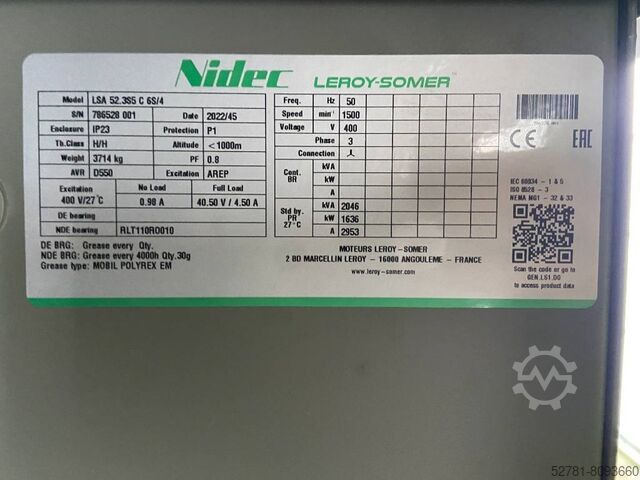 Nidec LEROY-SOMER™
Model LSA 52.3S5 C 6S/4
S/N 786528 001 Date 2022/45
Enclosure IP23 Protection P1
Th.Class H/H Altitude <1000m
Weight 3714 kg PF 0.8
AVR D550 Excitation AREP
Excitation No Load Full Load
400 V/27°C 0.98 A 40.50 V / 4.50 A
DE bearing
NDE bearing RLT110RD010
DE BRG: Grease every Qty.
NDE BRG: Grease every 4000h Qty.30g
Grease type: MOBIL POLYREX EM
Freq. Hz 50
Speed min⁻¹ 1500
Voltage V 400
Phase 3
Connection
Cont. BR kVA
kW
A
Std by. PR 27°C kVA 2046
kW 1636
A 2953
MOTEURS LEROY-SOMER
2 BD MARCELLIN LEROY - 16000 ANGOULEME - FRANCE
www.leroy-somer.com
CE EAC
IEC 60034 - 1 & 5
ISO 8528 - 3
NEMA MG1 - 32 & 33
Scan the code or go to
GEN.LS1.DO
to access product data
52781-8093660